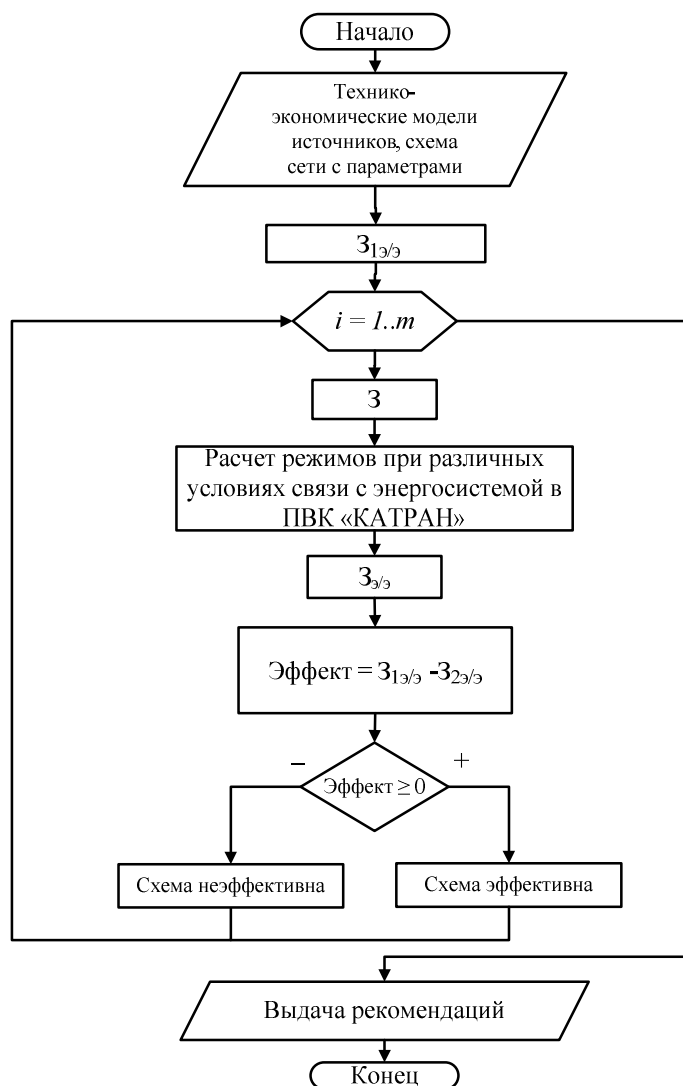 Начало
Технико-
экономические модели
источников, схема
сети с параметрами
З1э/э
i = 1..m
З
Расчет режимов при различных
условиях связи с энергосистемой в
ПВК «КАТРАН»
Зэ/э
Эффект = З1э/э -З2э/э
– +
Эффект ≥ 0
Схема неэффективна
Схема эффективна
Выдача рекомендаций
Конец